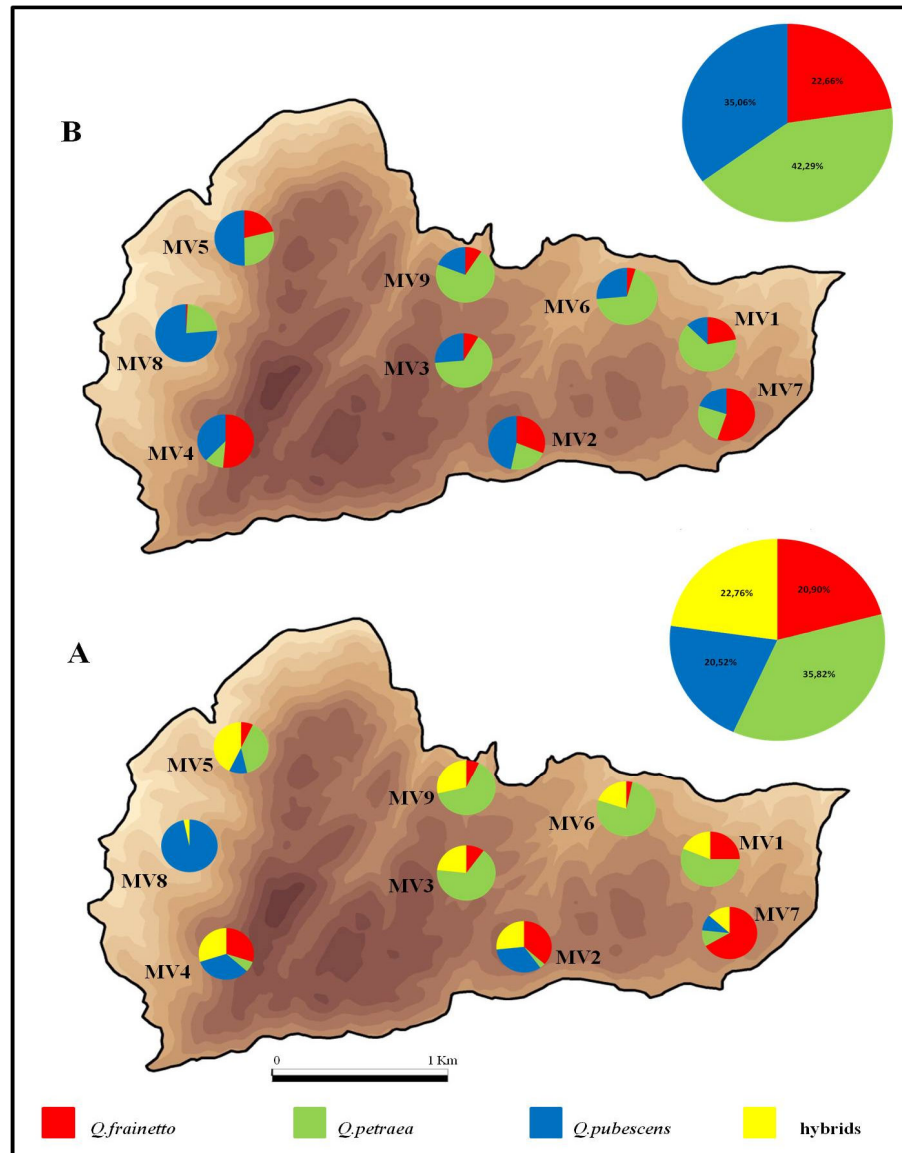 B
35,06%
22,66%
42,29%
MV5
MV9
MV6
MV8
MV1
MV3
MV7
MV4
MV2
A
22,76%
20,90%
20,52%
35,82%
MV5
MV9
MV6
MV8
MV1
MV3
MV7
MV4
MV2
0 1 Km
Q.frainetto Q.petraea Q.pubescens hybrids